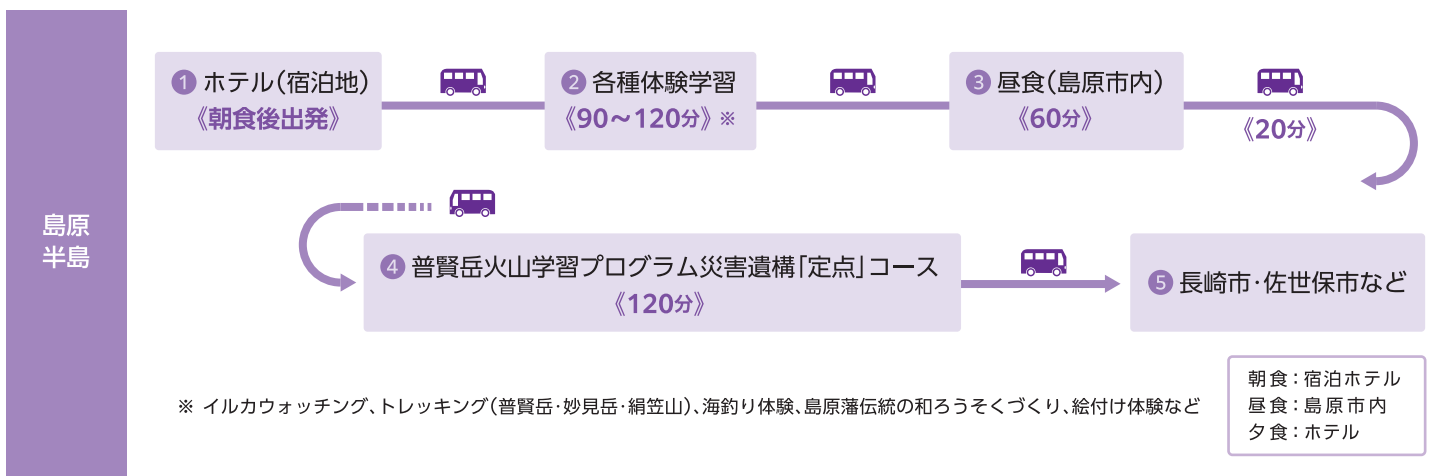 島原
半島
❶ ホテル(宿泊地)
《朝食後出発》
❷ 各種体験学習
《90〜120分》※
❸ 昼食(島原市内)
《60分》
《20分》
❹ 普賢岳火山学習プログラム災害遺構「定点」コース
《120分》
❺ 長崎市・佐世保市など
※ イルカウォッチング、トレッキング(普賢岳・妙見岳・絹笠山)、海釣り体験、島原藩伝統の和ろうそくづくり、絵付け体験など
朝食:宿泊ホテル
昼食:島原市内
夕食:ホテル